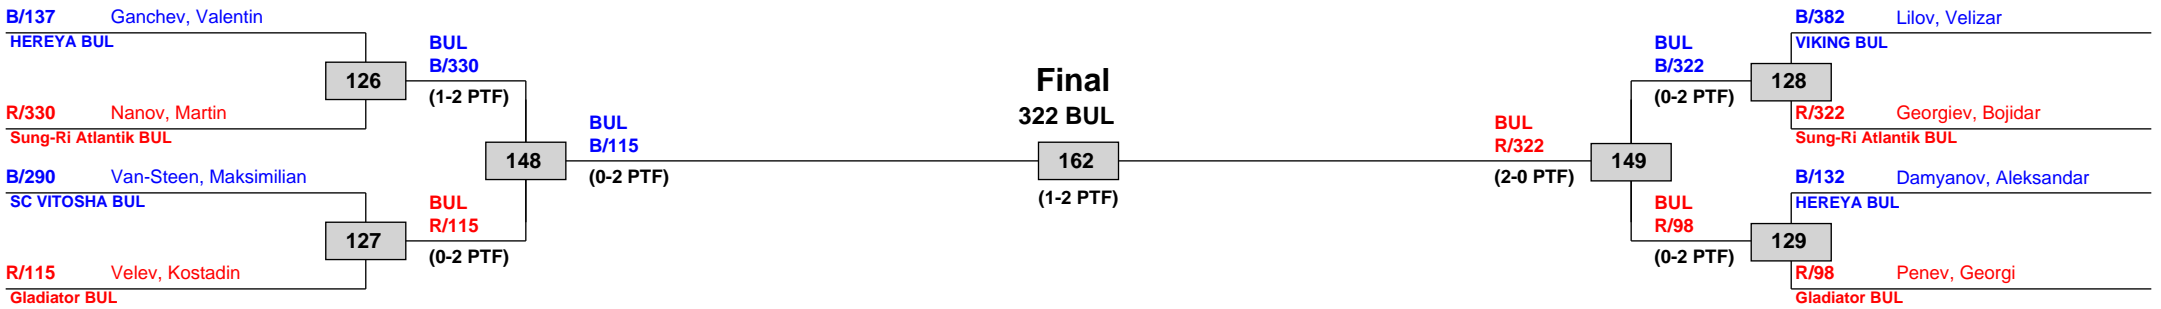 B/137 Ganchev, Valentin
HEREYA BUL
BUL
B/330
126
(1-2 PTF)
R/330 Nanov, Martin
Sung-Ri Atlantik BUL
BUL
B/115
148
(0-2 PTF)
B/290 Van-Steen, Maksimilian
SC VITOSHA BUL
BUL
R/115
127
(0-2 PTF)
R/115 Velev, Kostadin
Gladiator BUL
Final
322 BUL
162
(1-2 PTF)
B/382 Lilov, Velizar
VIKING BUL
BUL
B/322
128
(0-2 PTF)
R/322 Georgiev, Bojidar
Sung-Ri Atlantik BUL
BUL
R/322
149
(2-0 PTF)
B/132 Damyanov, Aleksandar
HEREYA BUL
BUL
R/98
129
(0-2 PTF)
R/98 Penev, Georgi
Gladiator BUL